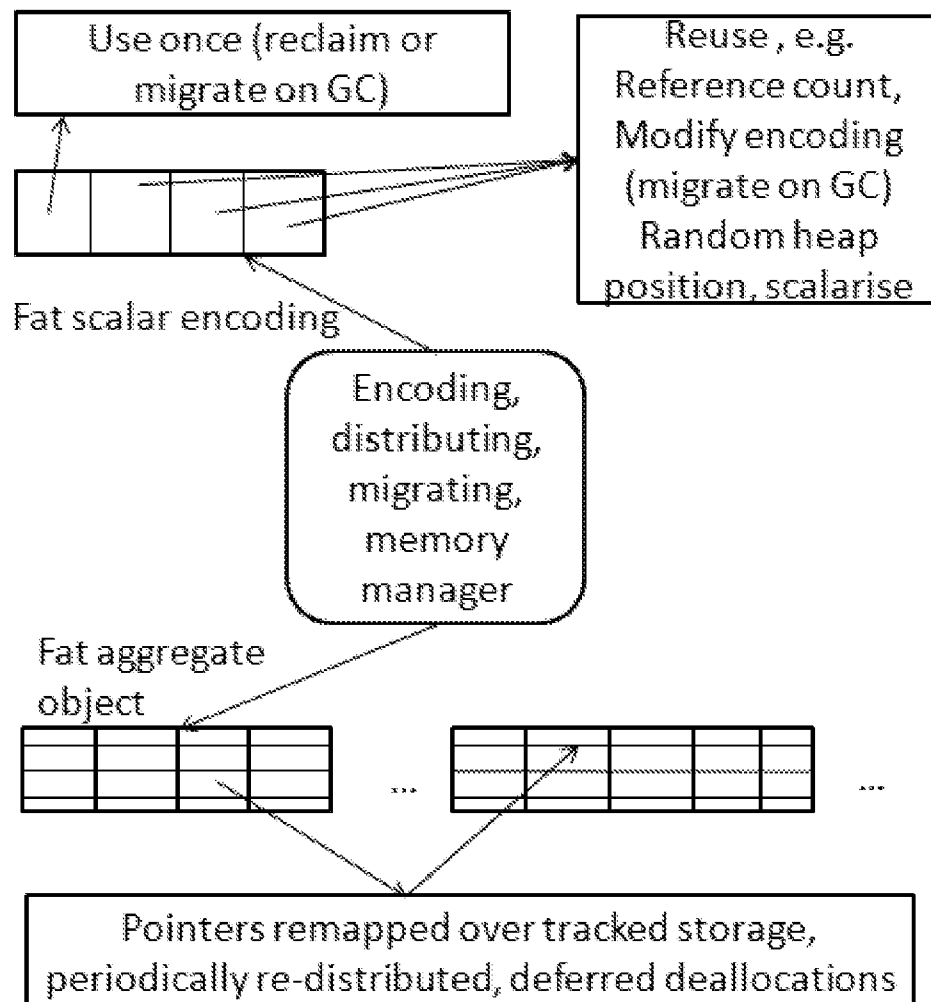 Use once (reclaim or
migrate on GC)
Reuse , e.g.
Reference count,
Modify encoding
(migrate on GC)
Random heap
position, scalarise
Fat scalar encoding
Encoding,
distributing,
migrating,
memory
manager
Fat aggregate
object
...
...
Pointers remapped over tracked storage,
periodically re-distributed, deferred deallocations